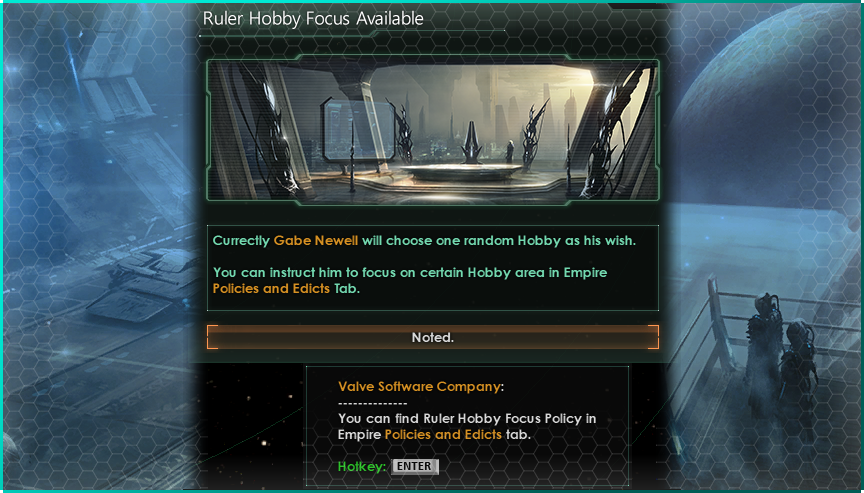 Ruler Hobby Focus Available
Currectly Gabe Newell will choose one random Hobby as his wish.
You can instruct him to focus on certain Hobby area in Empire
Policies and Edicts Tab.
Noted.
Valve Software Company:
--------------
You can find Ruler Hobby Focus Policy in
Empire Policies and Edicts tab.
Hotkey: ENTER